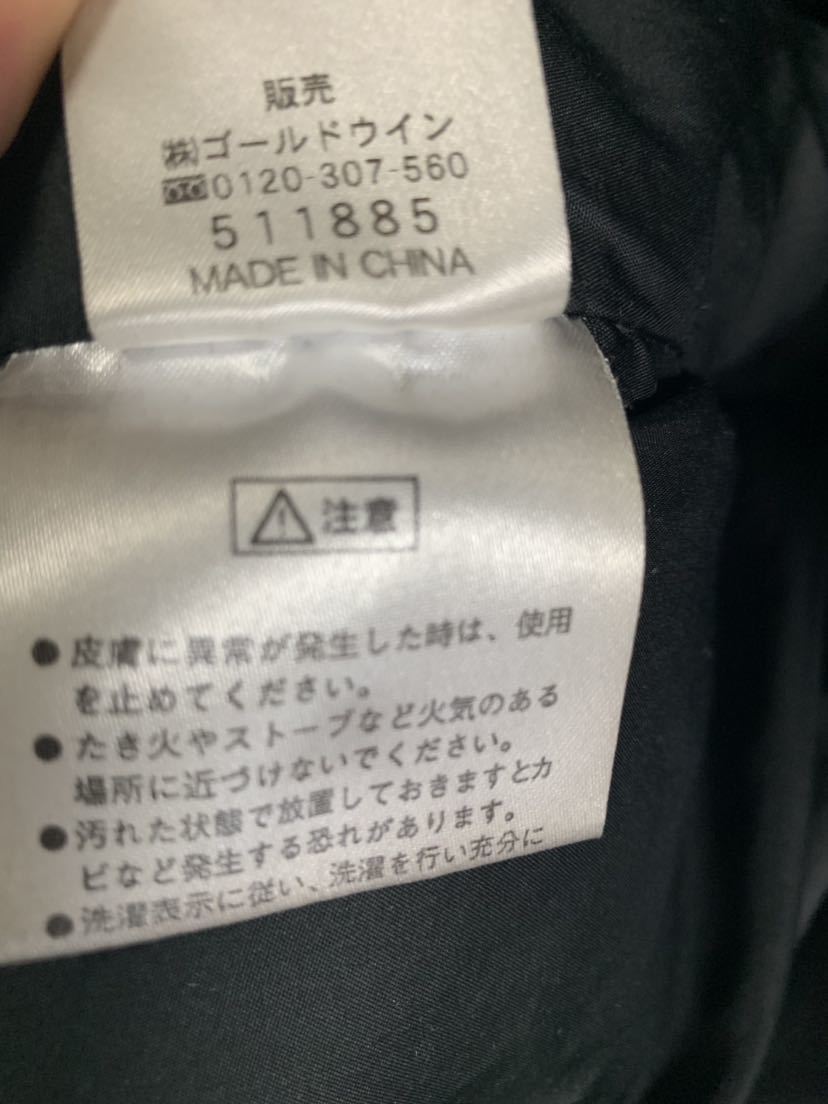 販売
㈱ゴールドウイン
0120-307-560
511885
MADE IN CHINA
注意
●皮膚に異常が発生した時は、使用
を止めてください。
●たき火やストーブなど火気のある
場所に近づけないでください。
●汚れた状態で放置しておきますとカ
ビなど発生する恐れがあります。
●洗濯表示に従い、洗濯を行い充分に